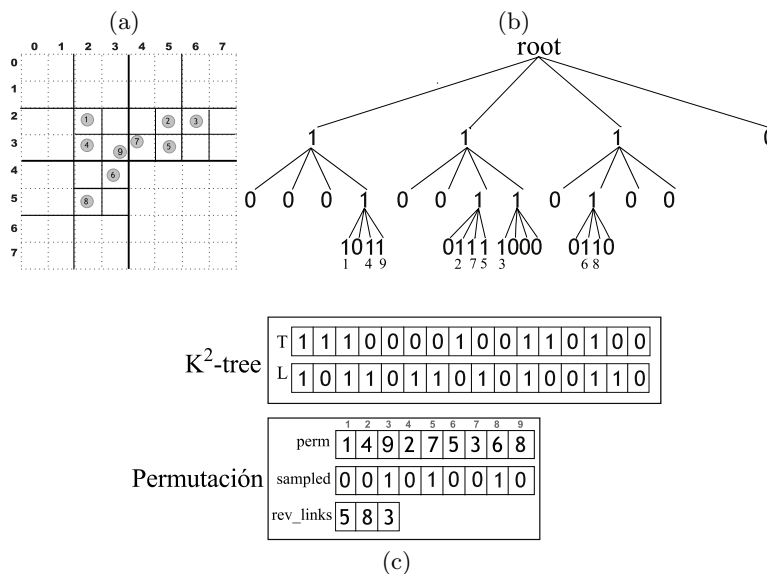 (a)
(b)
0 1 2 3 4 5 6 7
0
1
2
3
4
5
6
7
1
2
3
4
9
7
5
6
8
root
1 1 1 0
0 0 0 1 0 0 1 1 0 1 0 0
1011 0111 1000 0110
1 4 9 2 7 5 3 6 8
K²-tree
T 1 1 1 0 0 0 0 1 0 0 1 1 0 1 0 0
L 1 0 1 1 0 1 1 0 1 0 1 0 0 1 1 0
Permutación
1 2 3 4 5 6 7 8 9
perm 1 4 9 2 7 5 3 6 8
sampled 0 0 1 0 1 0 0 1 0
rev_links 5 8 3
(c)